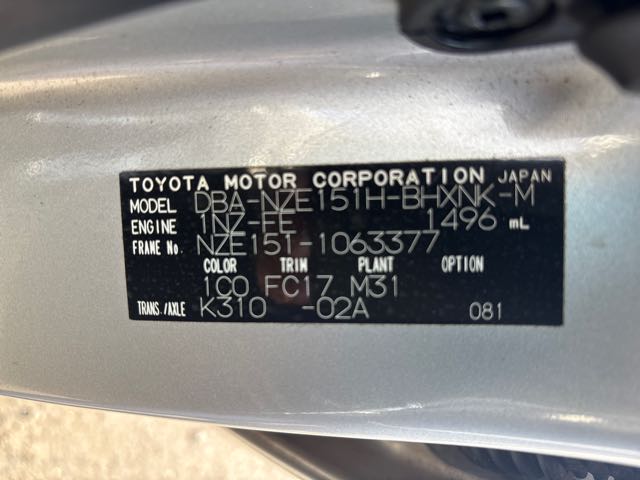 TOYOTA MOTOR CORPORATION JAPAN
MODEL DBA-NZE151H-BHXNK-M
ENGINE 1NZ-FE 1496 mL
FRAME No. NZE151-1063377
COLOR TRIM PLANT OPTION
1C0 FC17 M31
TRANS./AXLE K310 -02A 081